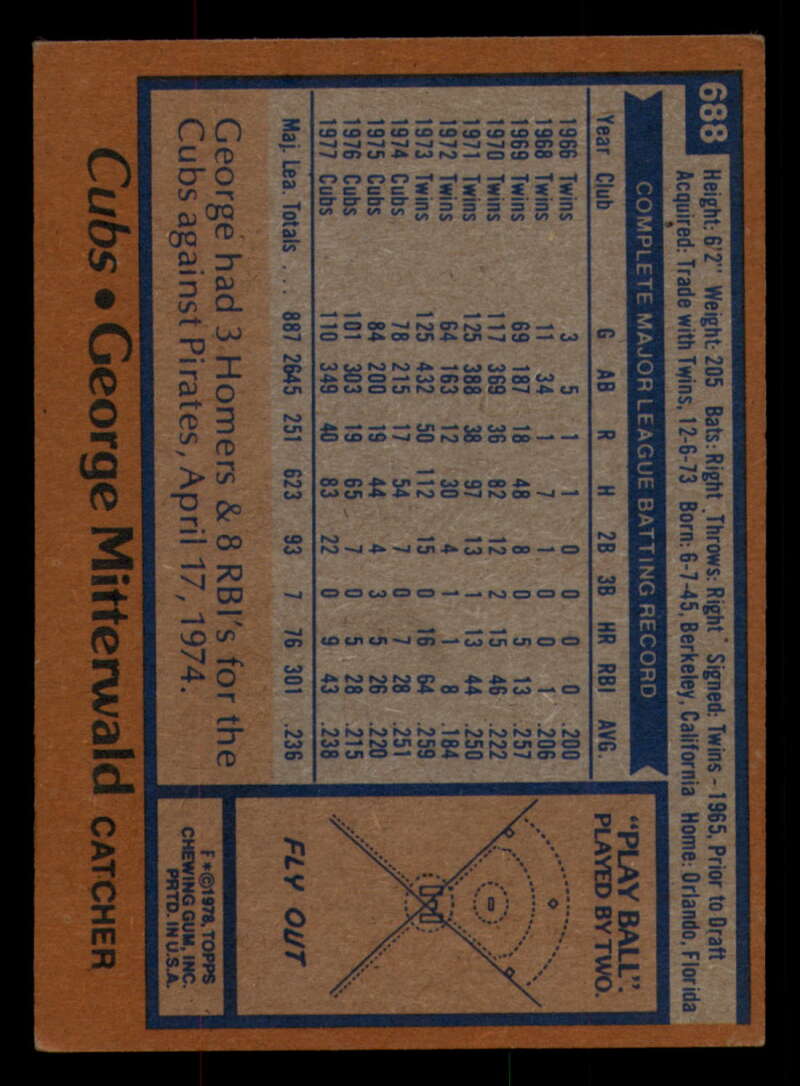 688
Height: 6'2" Weight: 205 Bats: Right Throws: Right Signed: Twins - 1965, Prior to Draft
Acquired: Trade with Twins, 12-6-73 Born: 6-7-45, Berkeley, California Home: Orlando, Florida
COMPLETE MAJOR LEAGUE BATTING RECORD
Year Club G AB R H 2B 3B HR RBI AVG.
1966 Twins 3 5 1 1 0 0 0 0 .200
1968 Twins 11 34 1 7 1 0 0 1 .206
1969 Twins 69 187 18 48 8 0 5 13 .257
1970 Twins 117 369 36 82 12 2 15 46 .222
1971 Twins 125 388 38 97 13 1 13 44 .250
1972 Twins 64 163 12 30 4 1 1 8 .184
1973 Twins 125 432 50 112 15 0 16 64 .259
1974 Cubs 78 215 17 54 7 0 7 28 .251
1975 Cubs 84 200 19 44 4 3 5 26 .220
1976 Cubs 101 303 19 65 7 0 5 28 .215
1977 Cubs 110 349 40 83 22 0 9 43 .238
Maj. Lea. Totals .... 887 2645 251 623 93 7 76 301 .236
George had 3 Homers & 8 RBI's for the
Cubs against Pirates, April 17, 1974.
"PLAY BALL"
PLAYED BY TWO.
FLY OUT
F*©1978, TOPPS
CHEWING GUM, INC.
PRTD. IN U.S.A.
Cubs • George Mitterwald CATCHER